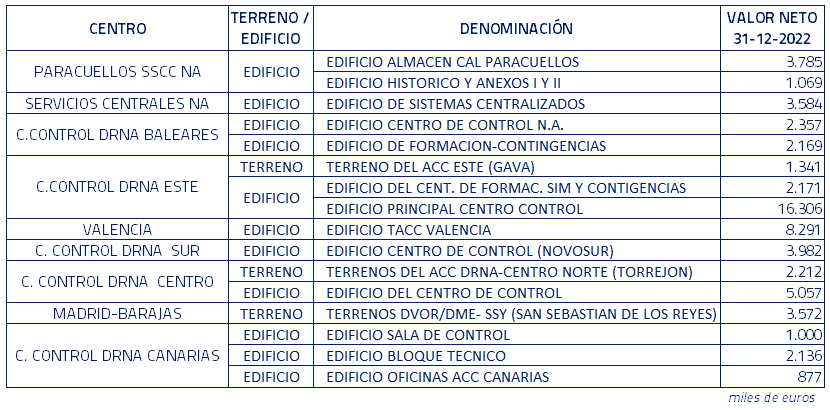 CENTRO TERRENO / EDIFICIO DENOMINACIÓN VALOR NETO 31-12-2022
PARACUELLOS SSCC NA EDIFICIO EDIFICIO ALMACEN CAL PARACUELLOS 3.785
EDIFICIO HISTORICO Y ANEXOS I Y II 1.069
SERVICIOS CENTRALES NA EDIFICIO EDIFICIO DE SISTEMAS CENTRALIZADOS 3.584
C.CONTROL DRNA BALEARES EDIFICIO EDIFICIO CENTRO DE CONTROL N.A. 2.357
EDIFICIO EDIFICIO DE FORMACION-CONTINGENCIAS 2.169
C.CONTROL DRNA ESTE TERRENO TERRENO DEL ACC ESTE (GAVA) 1.341
EDIFICIO EDIFICIO DEL CENT. DE FORMAC. SIM Y CONTIGENCIAS 2.171
EDIFICIO PRINCIPAL CENTRO CONTROL 16.306
VALENCIA EDIFICIO EDIFICIO TACC VALENCIA 8.291
C. CONTROL DRNA SUR EDIFICIO EDIFICIO CENTRO DE CONTROL (NOVOSUR) 3.982
C. CONTROL DRNA CENTRO TERRENO TERRENOS DEL ACC DRNA-CENTRO NORTE (TORREJON) 2.212
EDIFICIO EDIFICIO DEL CENTRO DE CONTROL 5.057
MADRID-BARAJAS TERRENO TERRENOS DVOR/DME- SSY (SAN SEBASTIAN DE LOS REYES) 3.572
C. CONTROL DRNA CANARIAS EDIFICIO EDIFICIO SALA DE CONTROL 1.000
EDIFICIO EDIFICIO BLOQUE TECNICO 2.136
EDIFICIO EDIFICIO OFICINAS ACC CANARIAS 877
miles de euros